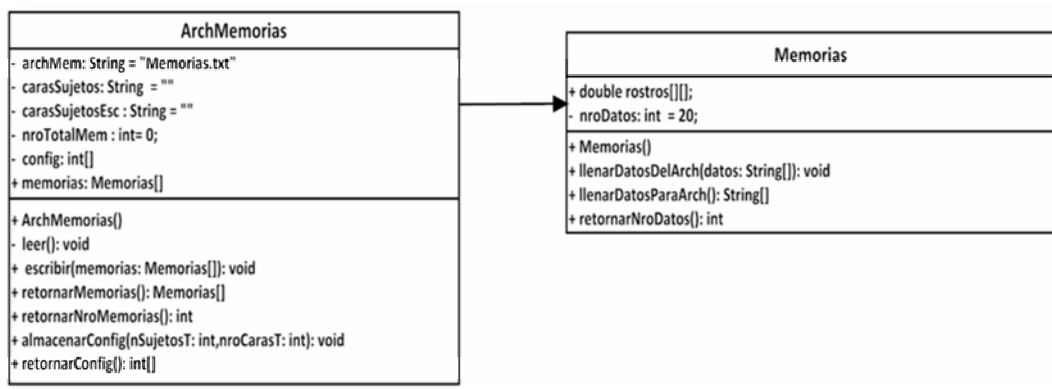 ArchMemorias
- archMem: String = "Memorias.txt"
- carasSujetos: String = ""
- carasSujetosEsc : String = ""
- nroTotalMem : int= 0;
- config: int[]
+ memorias: Memorias[]
+ ArchMemorias()
- leer(): void
+ escribir(memorias: Memorias[]): void
+ retornarMemorias(): Memorias[]
+ retornarNroMemorias(): int
+ almacenarConfig(nSujetosT: int,nroCarasT: int): void
+ retornarConfig(): int[]
Memorias
+ double rostros[][];
- nroDatos: int = 20;
+ Memorias()
+ llenarDatosDelArch(datos: String[]): void
+ llenarDatosParaArch(): String[]
+ retornarNroDatos(): int